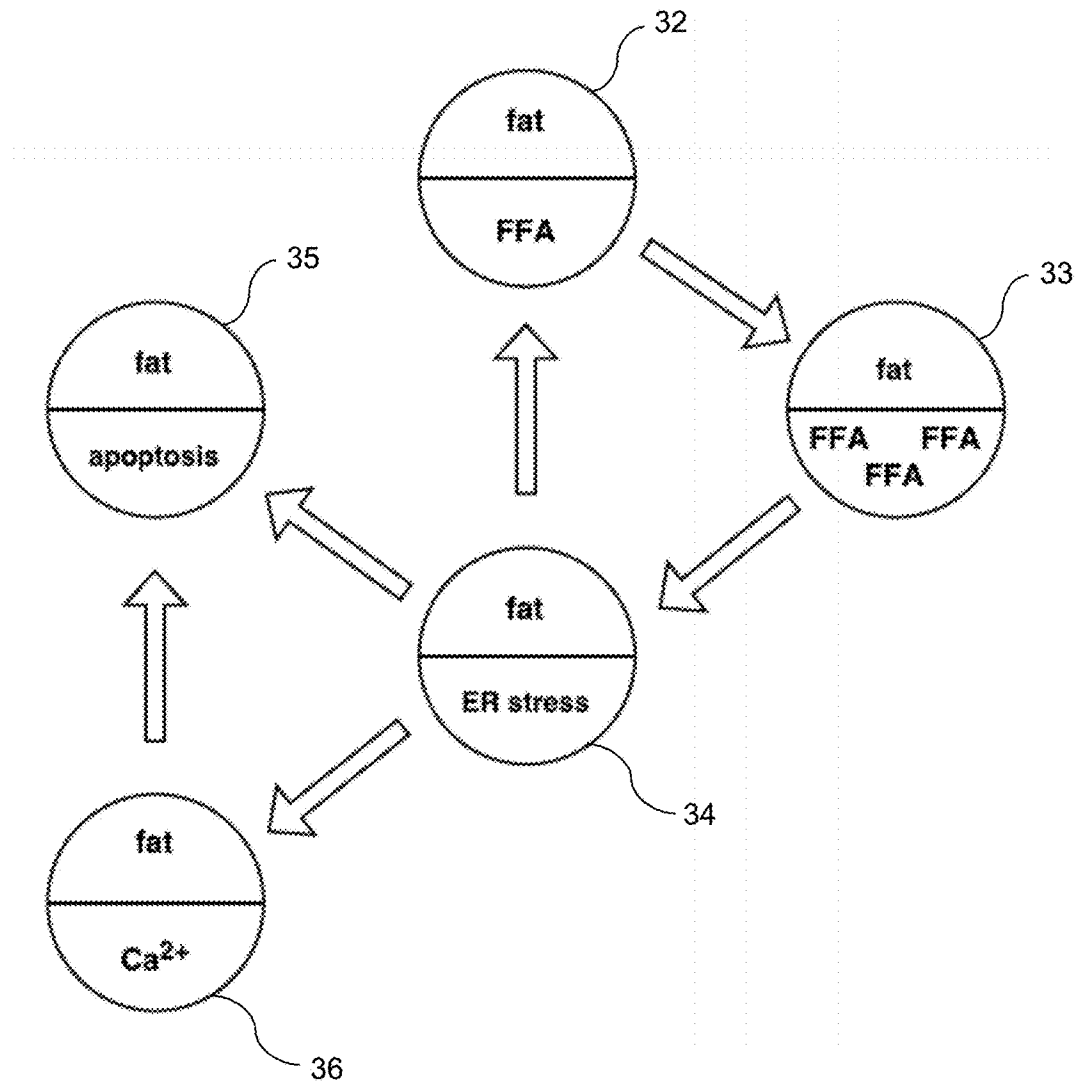 32
fat
FFA
35
fat
apoptosis
33
fat
FFA FFA
FFA
fat
ER stress
34
fat
Ca²⁺
36